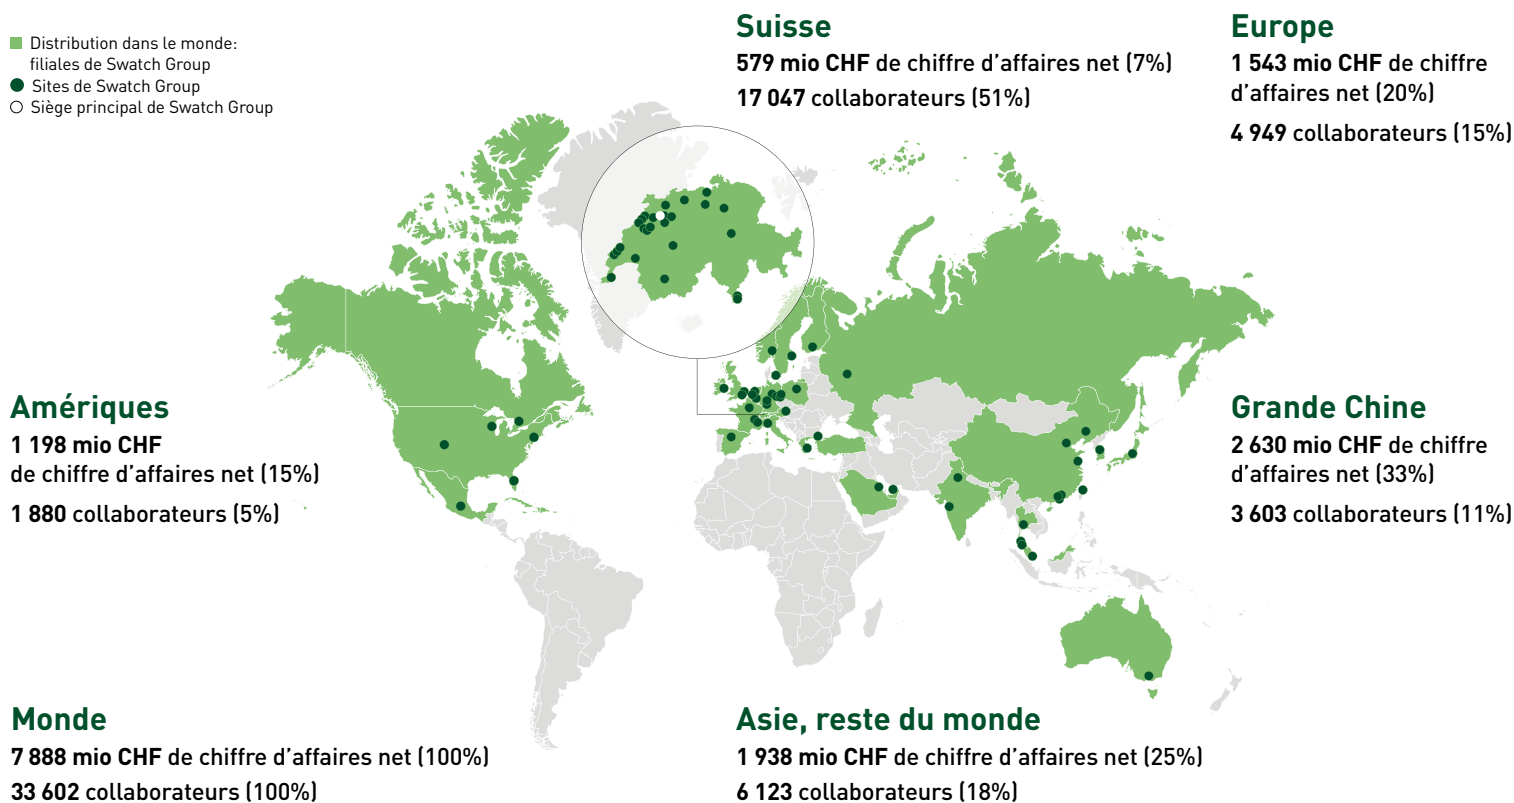 Distribution dans le monde:
filiales de Swatch Group
Sites de Swatch Group
Siège principal de Swatch Group
Suisse
579 mio CHF de chiffre d’affaires net (7%)
17 047 collaborateurs (51%)
Europe
1 543 mio CHF de chiffre
d’affaires net (20%)
4 949 collaborateurs (15%)
Amériques
1 198 mio CHF
de chiffre d’affaires net (15%)
1 880 collaborateurs (5%)
Grande Chine
2 630 mio CHF de chiffre
d’affaires net (33%)
3 603 collaborateurs (11%)
Monde
7 888 mio CHF de chiffre d’affaires net (100%)
33 602 collaborateurs (100%)
Asie, reste du monde
1 938 mio CHF de chiffre d’affaires net (25%)
6 123 collaborateurs (18%)